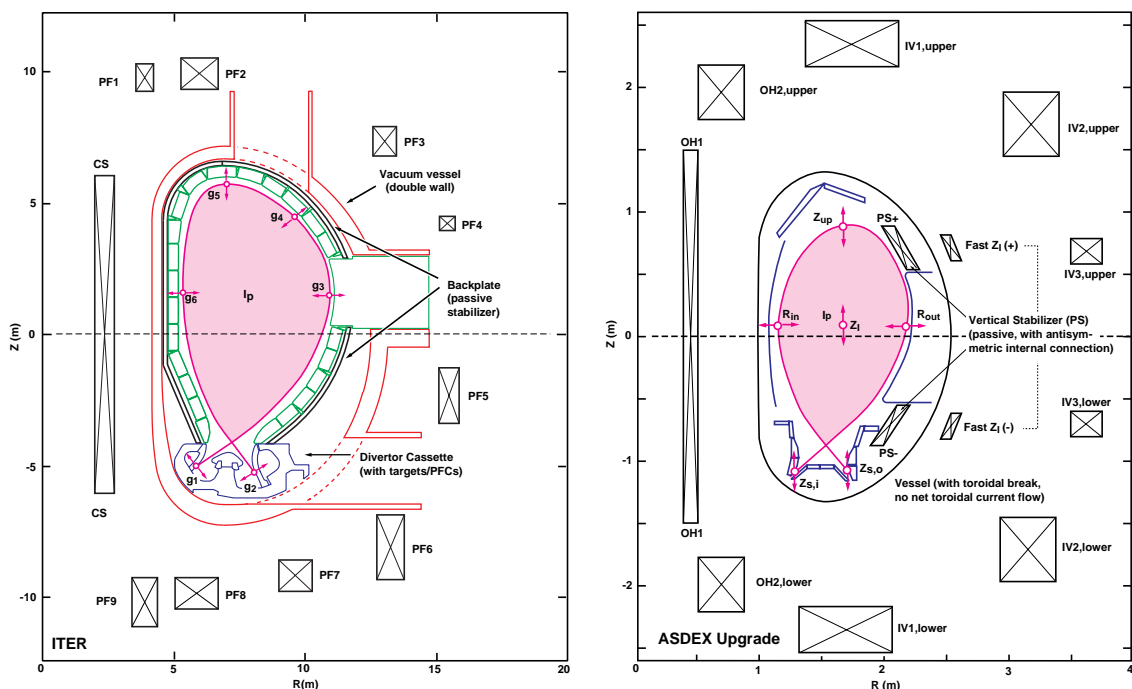 PF1
PF2
PF3
PF4
PF5
PF6
PF7
PF8
PF9
CS
CS
Vacuum vessel
(double wall)
Backplate
(passive
stabilizer)
Divertor Cassette
(with targets/PFCs)
g5
g4
g3
g6
g1
g2
Ip
Z (m)
10
5
0
-5
-10
ITER
0
5
10
15
20
R(m)
IV1,upper
OH2,upper
IV2,upper
OH1
Zup
PS+
Fast ZI (+)
IV3,upper
Rin
Ip
ZI
Rout
Vertical Stabilizer (PS)
(passive, with antisym-
metric internal connection)
IV3,lower
Fast ZI (-)
PS-
Zs,i
Zs,o
Vessel (with toroidal break,
no net toroidal current flow)
OH1
IV2,lower
OH2,lower
IV1,lower
Z (m)
2
1
0
-1
-2
ASDEX Upgrade
0
1
2
3
4
R (m)